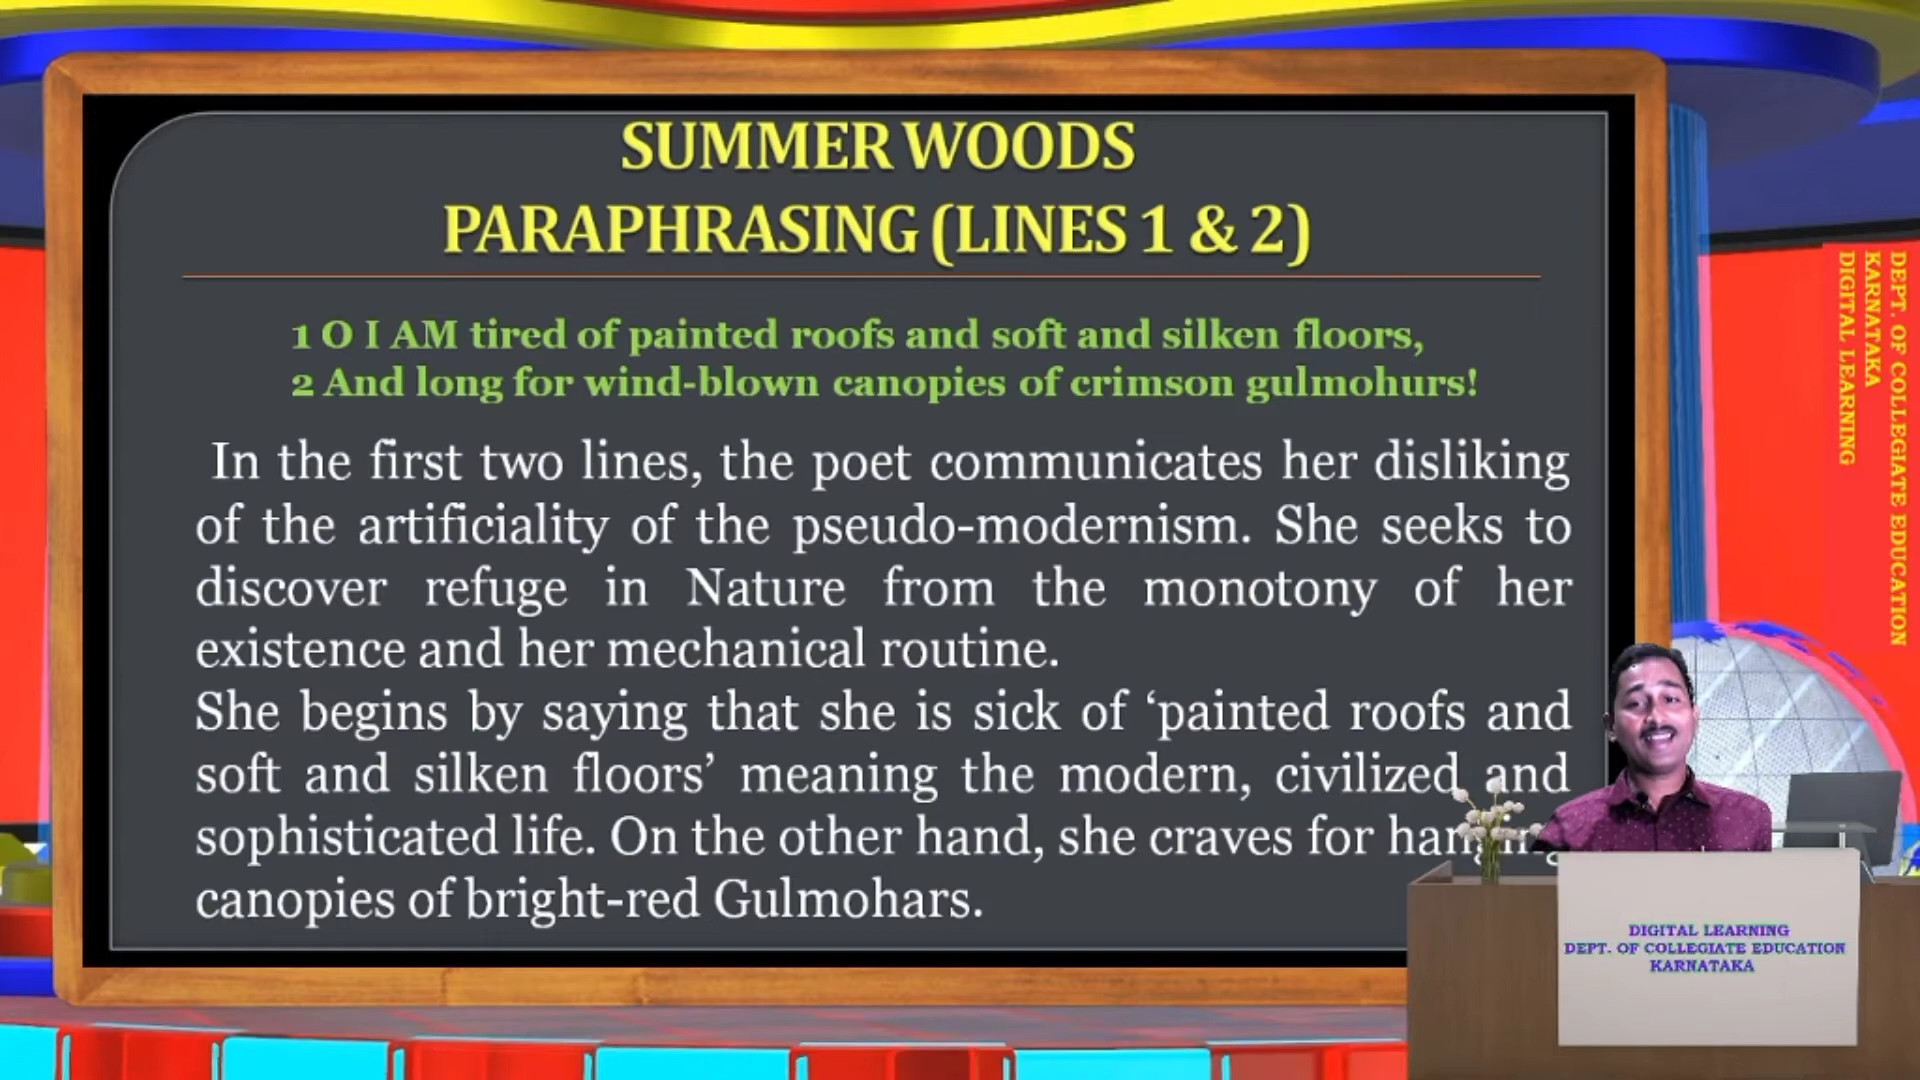 SUMMER WOODS
PARAPHRASING (LINES 1 & 2)
1 O I AM tired of painted roofs and soft and silken floors,
2 And long for wind-blown canopies of crimson gulmohurs!
In the first two lines, the poet communicates her disliking
of the artificiality of the pseudo-modernism. She seeks to
discover refuge in Nature from the monotony of her
existence and her mechanical routine.
She begins by saying that she is sick of ‘painted roofs and
soft and silken floors’ meaning the modern, civilized and
sophisticated life. On the other hand, she craves for hanging
canopies of bright-red Gulmohars.
DEPT. OF COLLEGIATE EDUCATION
KARNATAKA
DIGITAL LEARNING
DIGITAL LEARNING
DEPT. OF COLLEGIATE EDUCATION
KARNATAKA